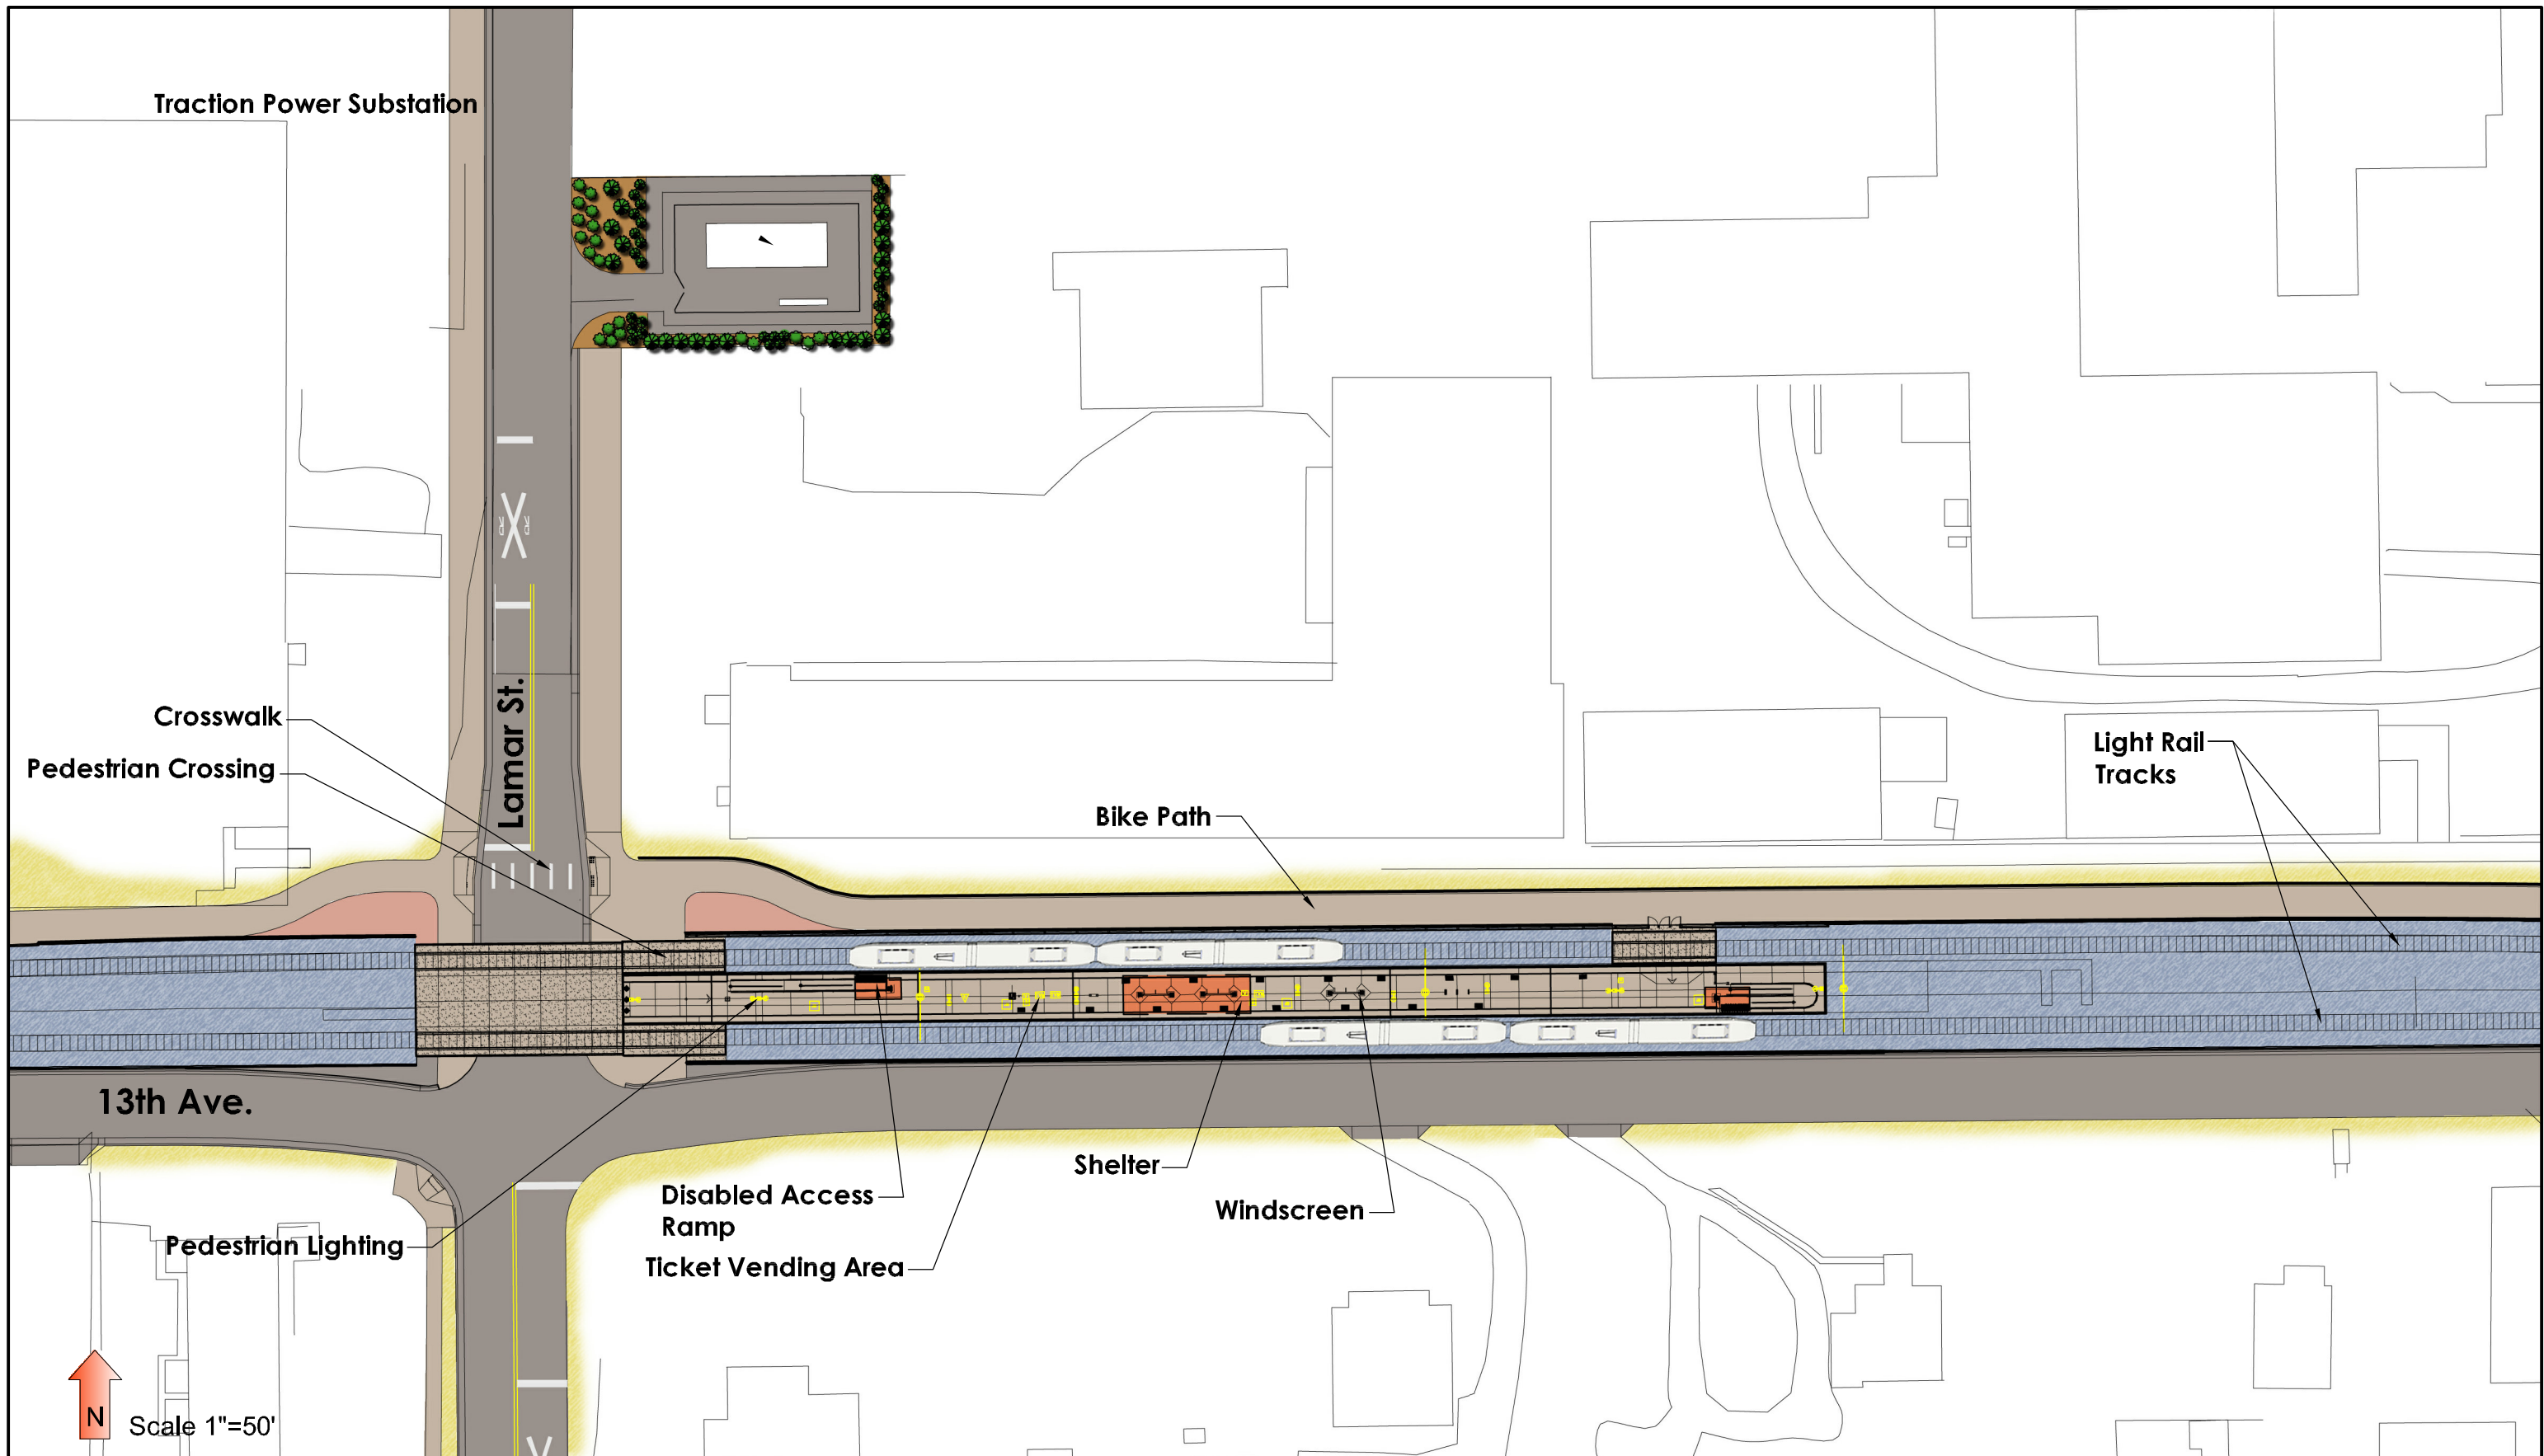 Traction Power Substation
Lamar St.
Crosswalk
Pedestrian Crossing
Light Rail
Tracks
Bike Path
13th Ave.
Shelter
Disabled Access
Ramp
Windscreen
Pedestrian Lighting
Ticket Vending Area
N
Scale 1"=50'